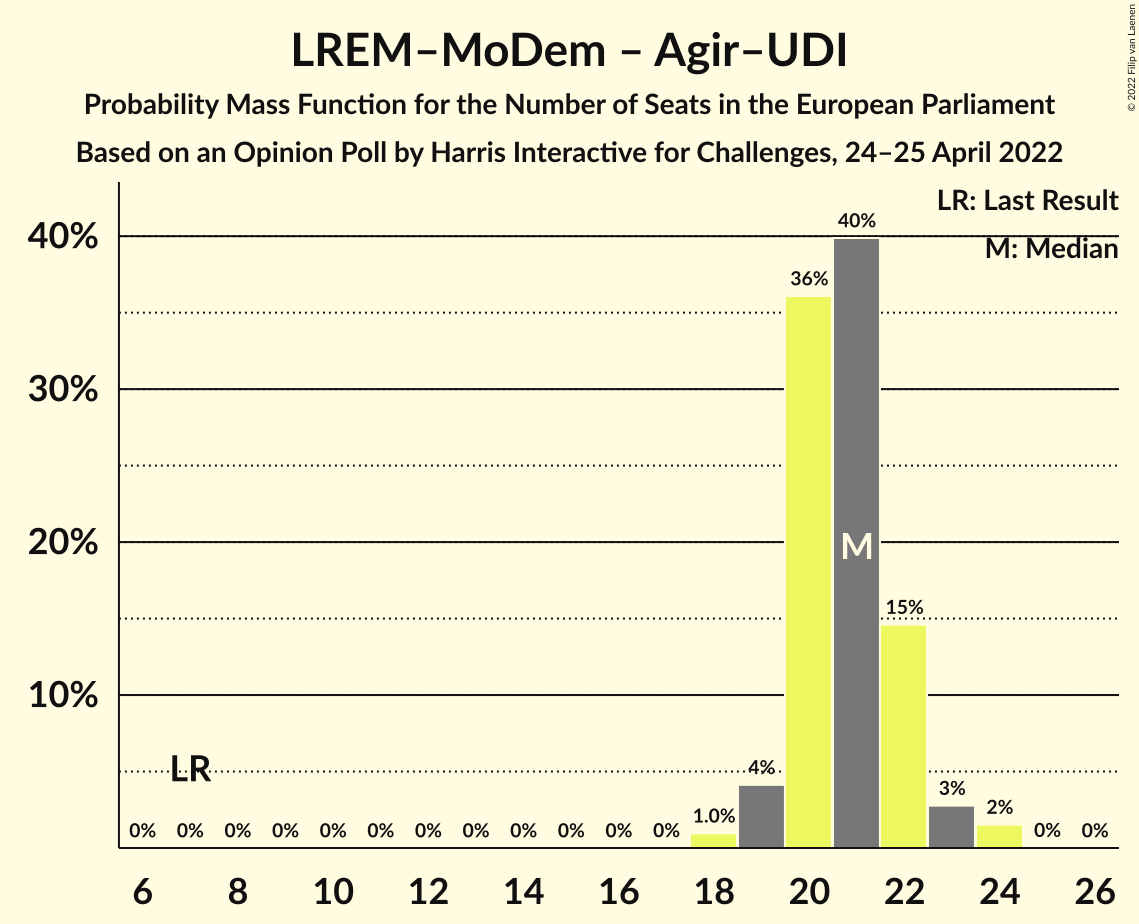 LREM–MoDem – Agir–UDI
Probability Mass Function for the Number of Seats in the European Parliament
Based on an Opinion Poll by Harris Interactive for Challenges, 24–25 April 2022
© 2022 Filip van Laenen
LR: Last Result
M: Median
40%
30%
20%
10%
40%
36%
M
15%
LR
4%
3%
2%
1.0%
0% 0% 0% 0% 0% 0% 0% 0% 0% 0% 0% 0% 0% 0%
6 8 10 12 14 16 18 20 22 24 26